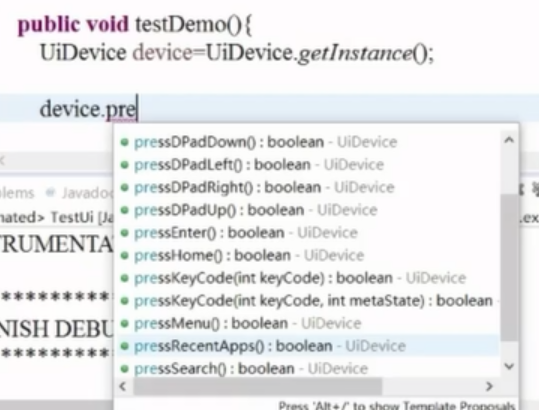 public void testDemo(){
UiDevice device=UiDevice.getInstance();
device.pre
pressDPadDown() : boolean - UiDevice
pressDPadLeft() : boolean - UiDevice
pressDPadRight() : boolean - UiDevice
pressDPadUp() : boolean - UiDevice
pressEnter() : boolean - UiDevice
pressHome() : boolean - UiDevice
pressKeyCode(int keyCode) : boolean - UiDevice
pressKeyCode(int keyCode, int metaState) : boolean
pressMenu() : boolean - UiDevice
pressRecentApps() : boolean - UiDevice
pressSearch() : boolean - UiDevice
Press 'Alt+/' to show Template Proposals
lems Javadoc
nated> TestUi [Ja .ex
TRUMENTA
**********
NISH DEBU
**********